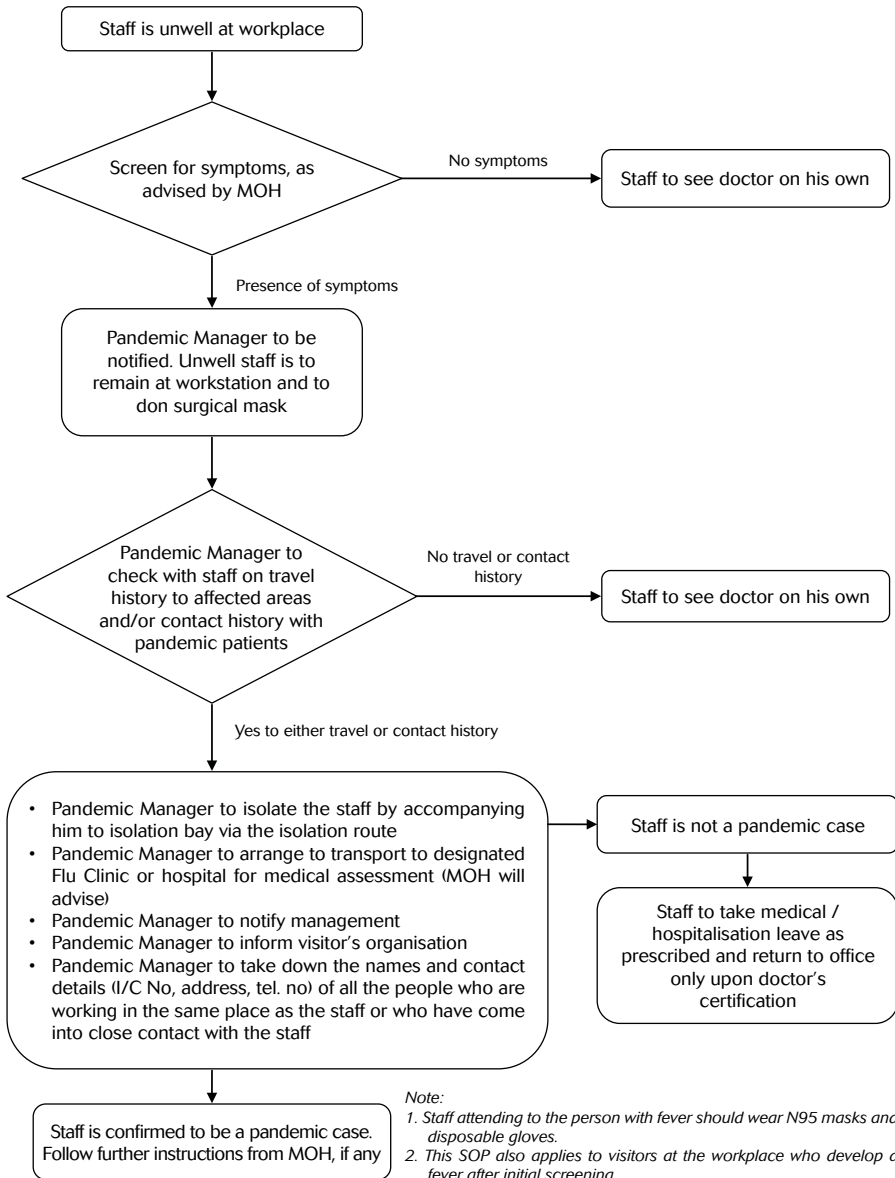 Staff is unwell at workplace
Screen for symptoms, as
advised by MOH
No symptoms
Staff to see doctor on his own
Presence of symptoms
Pandemic Manager to be
notified. Unwell staff is to
remain at workstation and to
don surgical mask
Pandemic Manager to
check with staff on travel
history to affected areas
and/or contact history with
pandemic patients
No travel or contact
history
Staff to see doctor on his own
Yes to either travel or contact history
• Pandemic Manager to isolate the staff by accompanying
him to isolation bay via the isolation route
• Pandemic Manager to arrange to transport to designated
Flu Clinic or hospital for medical assessment (MOH will
advise)
• Pandemic Manager to notify management
• Pandemic Manager to inform visitor's organisation
• Pandemic Manager to take down the names and contact
details (I/C No, address, tel. no) of all the people who are
working in the same place as the staff or who have come
into close contact with the staff
Staff is not a pandemic case
Staff to take medical /
hospitalisation leave as
prescribed and return to office
only upon doctor's
certification
Staff is confirmed to be a pandemic case.
Follow further instructions from MOH, if any
Note:
1. Staff attending to the person with fever should wear N95 masks and
disposable gloves.
2. This SOP also applies to visitors at the workplace who develop a
fever after initial screening